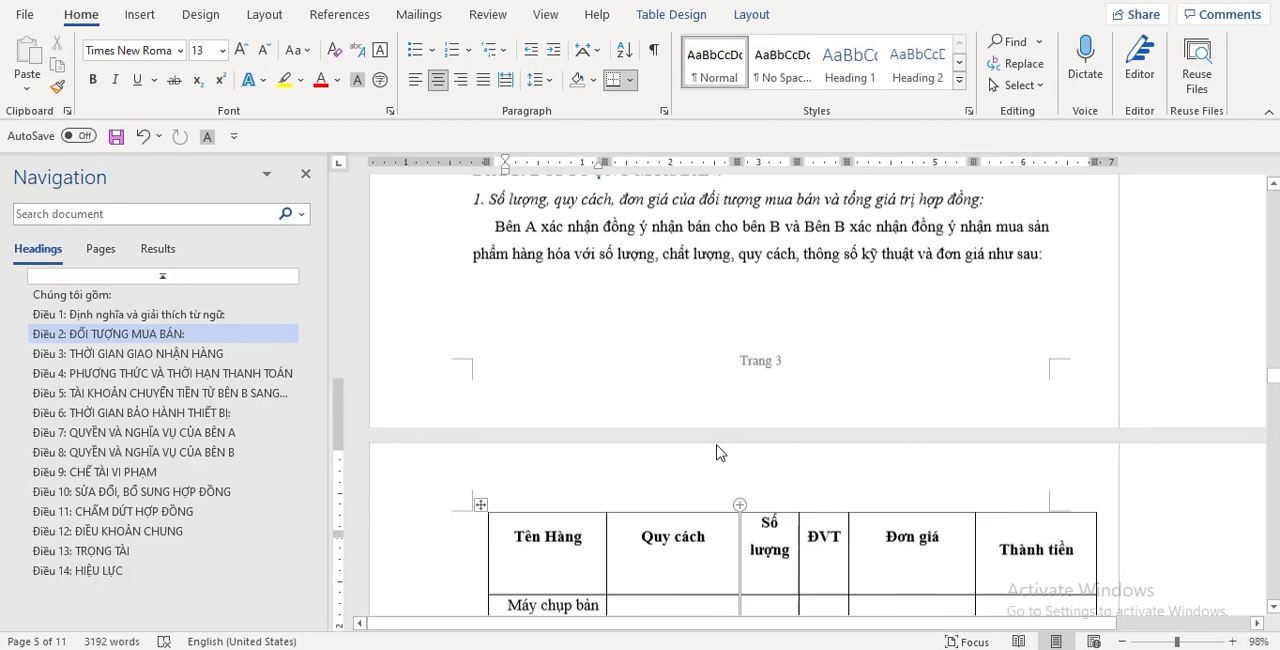 File Home Insert Design Layout References Mailings Review View Help Table Design Layout Share Comments
Times New Roma 13 Aa A
AaBbCcDc AaBbCcDc AaBbCc AaBbCcD
Find
Replace
Select
Paste B I U ab x₂ x² A A A
¶ Normal ¶ No Spac... Heading 1 Heading 2
Dictate Editor Reuse Files
Clipboard Font Paragraph Styles Editing Voice Editor Reuse Files
AutoSave Off A
Navigation
1 1 2 3 5 6 7
Search document
Headings Pages Results
Chúng tôi gồm:
Điều 1: Định nghĩa và giải thích từ ngữ:
Điều 2: ĐỐI TƯỢNG MUA BÁN:
Điều 3: THỜI GIAN GIAO NHẬN HÀNG
Điều 4: PHƯƠNG THỨC VÀ THỜI HẠN THANH TOÁN
Điều 5: TÀI KHOẢN CHUYỂN TIỀN TỪ BÊN B SANG...
Điều 6: THỜI GIAN BẢO HÀNH THIẾT BỊ:
Điều 7: QUYỀN VÀ NGHĨA VỤ CỦA BÊN A
Điều 8: QUYỀN VÀ NGHĨA VỤ CỦA BÊN B
Điều 9: CHẾ TÀI VI PHẠM
Điều 10: SỬA ĐỔI, BỔ SUNG HỢP ĐỒNG
Điều 11: CHẤM DỨT HỢP ĐỒNG
Điều 12: ĐIỀU KHOẢN CHUNG
Điều 13: TRỌNG TÀI
Điều 14: HIỆU LỰC
1. Số lượng, quy cách, đơn giá của đối tượng mua bán và tổng giá trị hợp đồng:
Bên A xác nhận đồng ý nhận bán cho bên B và Bên B xác nhận đồng ý nhận mua sản
phẩm hàng hóa với số lượng, chất lượng, quy cách, thông số kỹ thuật và đơn giá như sau:
Trang 3
Tên Hàng Quy cách Số lượng ĐVT Đơn giá Thành tiền
Máy chụp bản
Activate Windows
Go to Settings to activate Windows.
Page 5 of 11 3192 words English (United States) Focus 98%